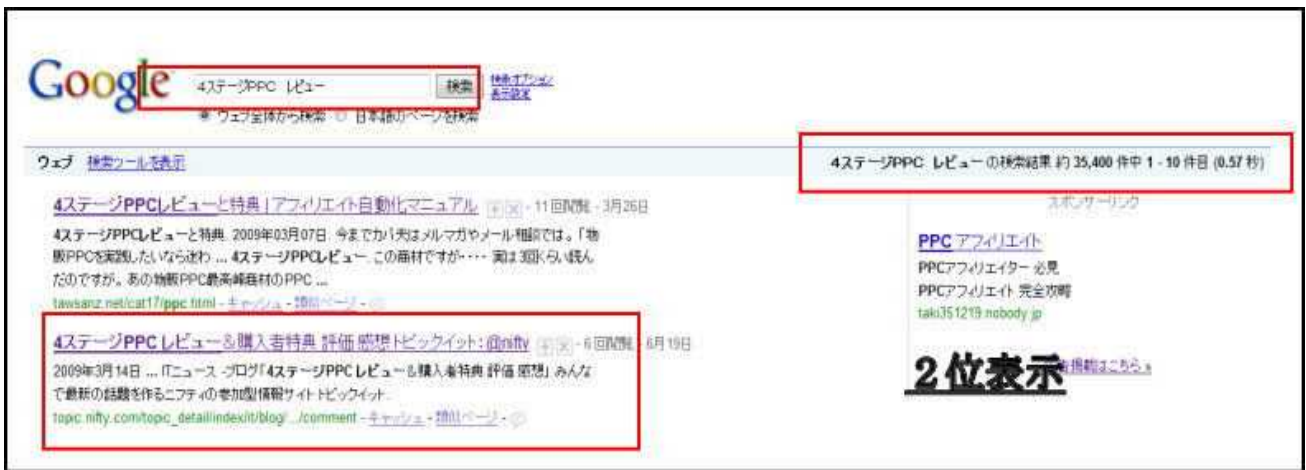 Google
4ステージPPC レビュー
検索
検索オプション
表示設定
ウェブ全体から検索 日本語のページを検索
ウェブ 検索ツールを表示
4ステージPPC レビュー の検索結果 約 35,400 件中 1 - 10 件目 (0.57 秒)
4ステージPPCレビューと特典 | アフィリエイト自動化マニュアル - 11 回閲覧 - 3月26日
4ステージPPCレビューと特典. 2009年03月07日. 今までカバ夫はメルマガやメール相談では。「物
販PPCを実践したいなら迷わ ... 4ステージPPCレビュー. この商材ですが・・・・ 実は3回くらい読ん
だのですが。あの物販PPC最高峰商材のPPC ...
tawsanz.net/cat17/ppc.html - キャッシュ - 類似ページ -
4ステージPPC レビュー＆購入者特典 評価 感想トピックイット：@nifty - 6 回閲覧 - 6月19日
2009年3月14日 ... ITニュース -ブログ「4ステージPPC レビュー＆購入者特典 評価 感想」 みんな
で最新の話題を作るニフティの参加型情報サイト トピックイット.
topic.nifty.com/topic_detail/index/it/blog/.../comment - キャッシュ - 類似ページ -
スポンサーリンク
PPC アフィリエイト
PPCアフィリエイター 必見
PPCアフィリエイト 完全攻略
taki351219.nobody.jp
２位表示
掲載はこちら »